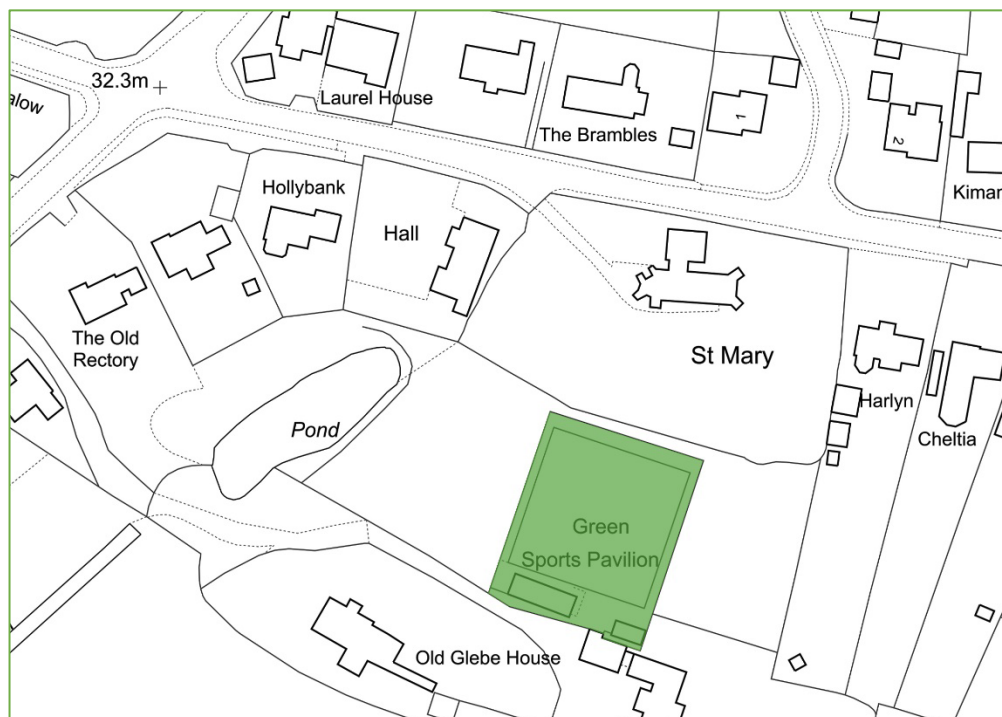 32.3m
alow
Laurel House
The Brambles
1
2
Kimar
Hollybank
Hall
The Old
Rectory
St Mary
Harlyn
Cheltia
Pond
Green
Sports Pavilion
Old Glebe House